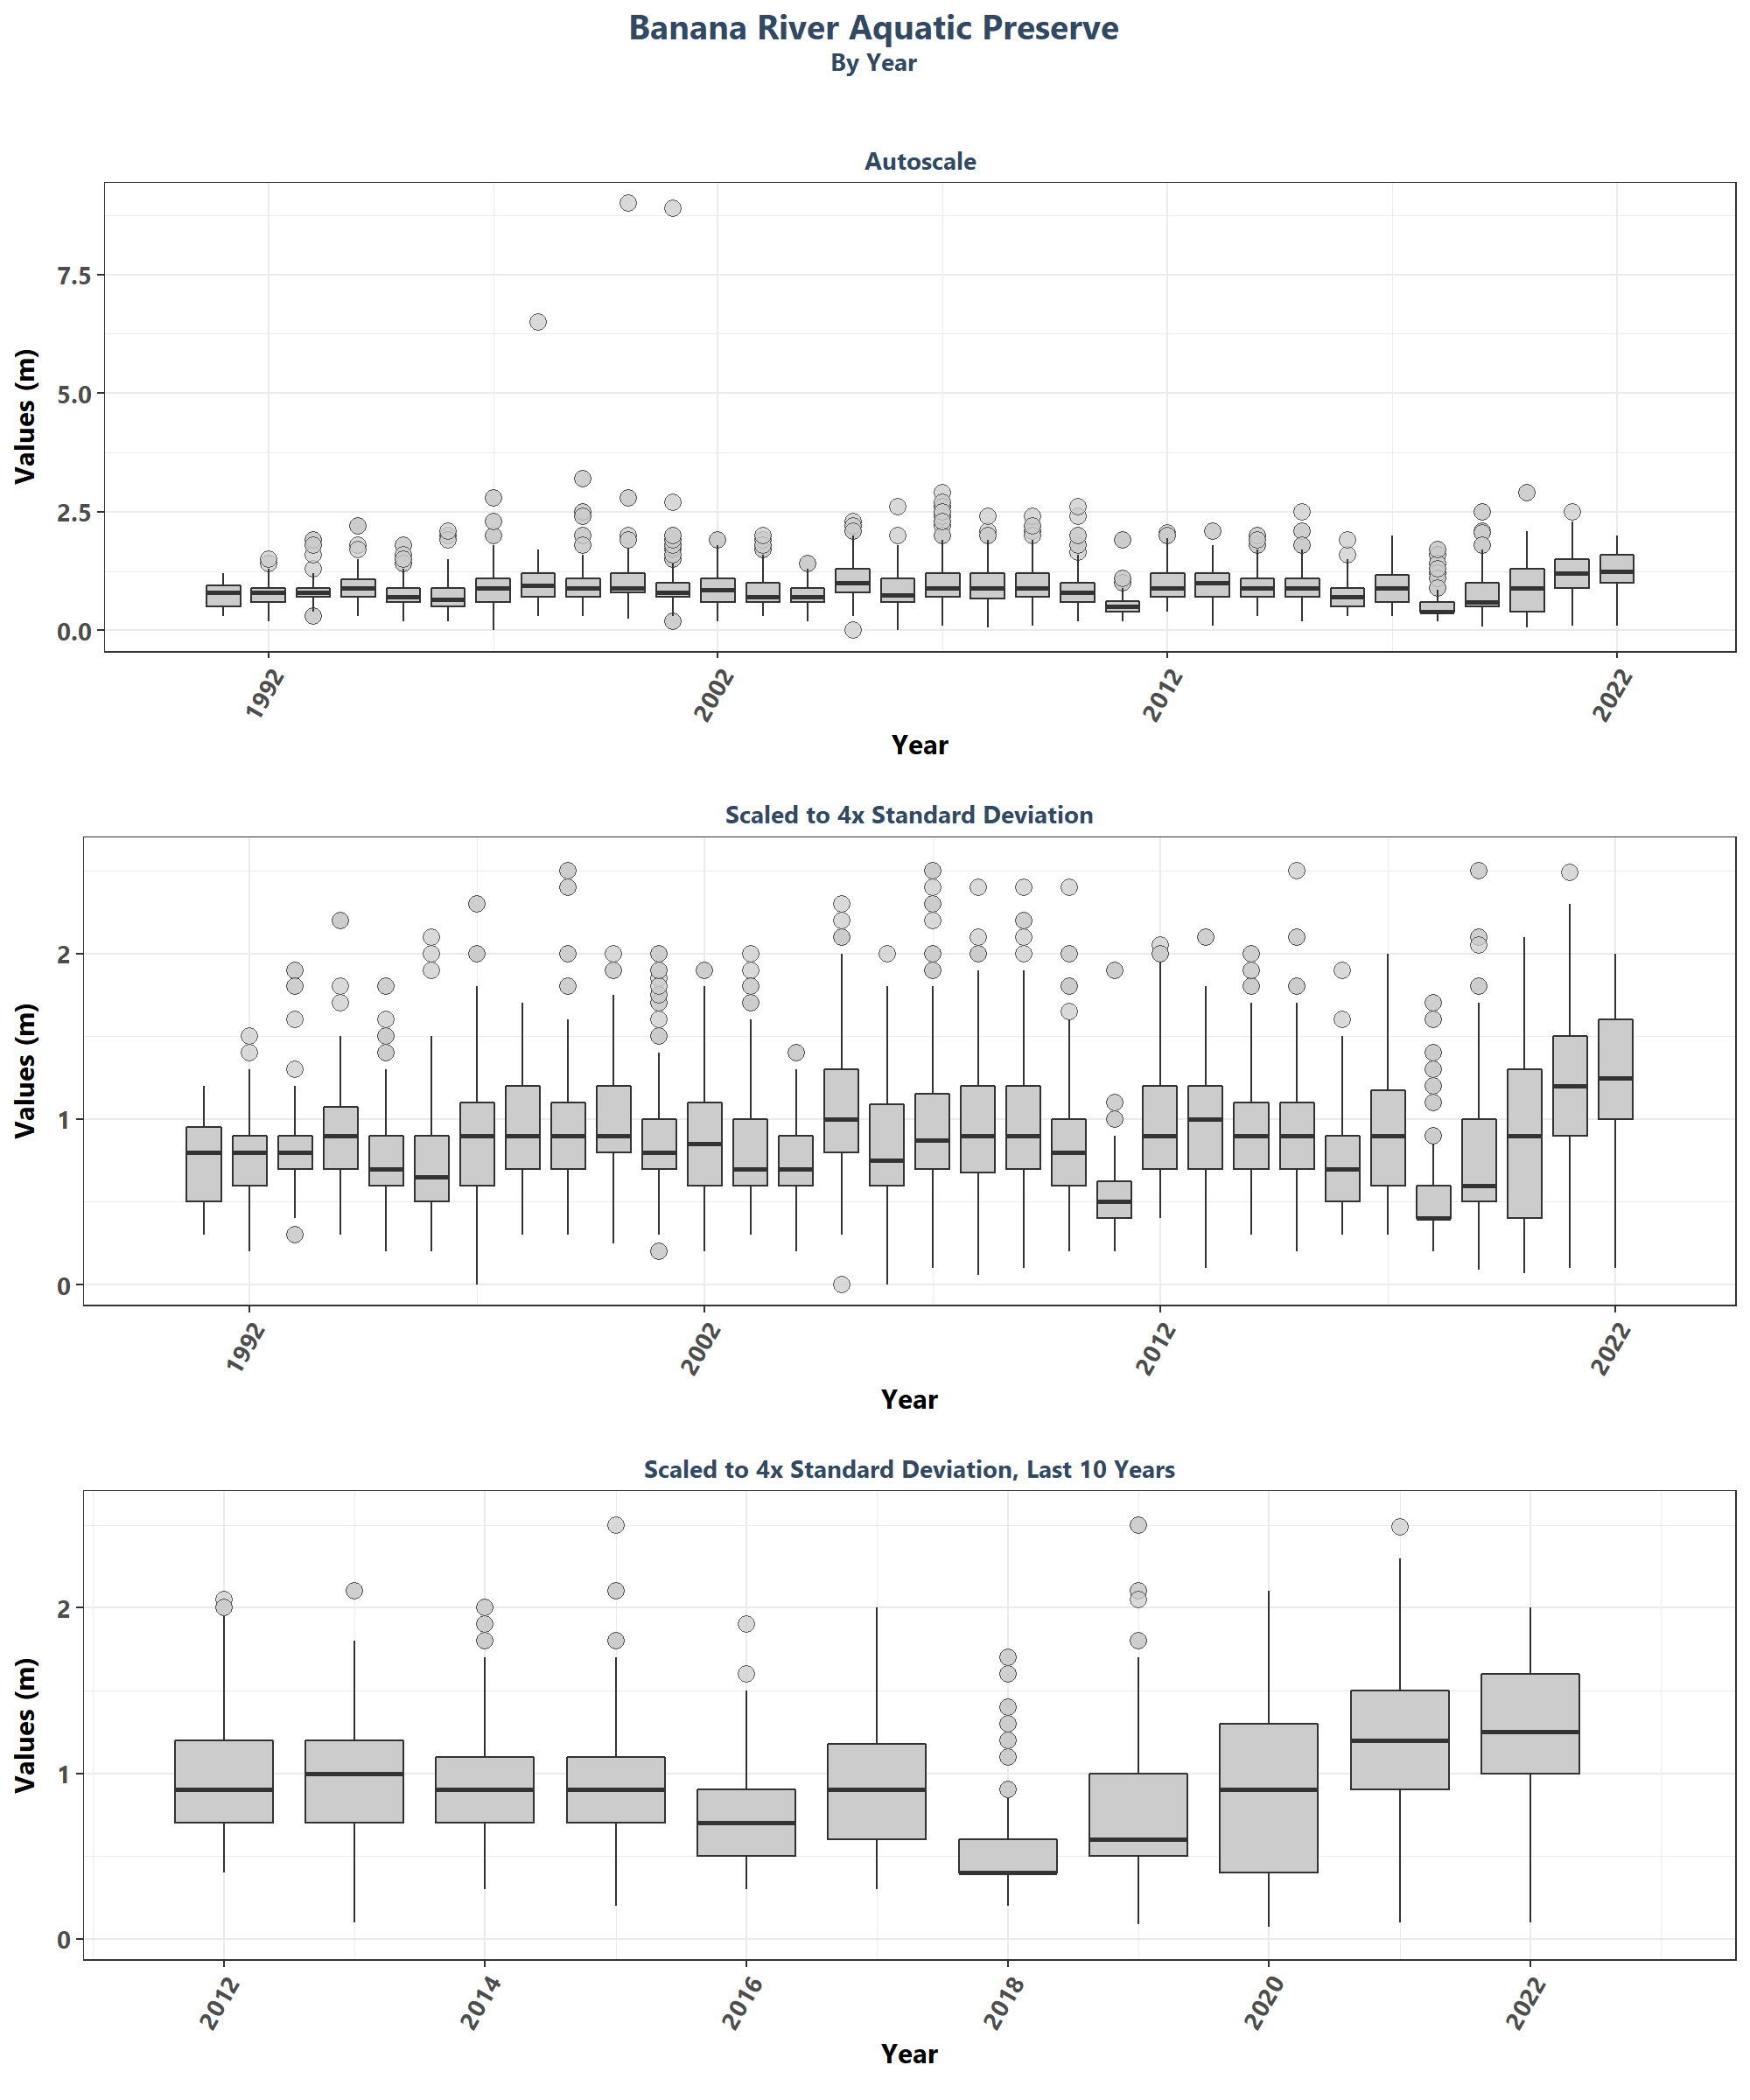 Banana River Aquatic Preserve
By Year
Autoscale
Values (m)
7.5
5.0
2.5
0.0
1992
2002
2012
2022
Year
Scaled to 4x Standard Deviation
Values (m)
2
1
0
1992
2002
2012
2022
Year
Scaled to 4x Standard Deviation, Last 10 Years
Values (m)
2
1
0
2012
2014
2016
2018
2020
2022
Year